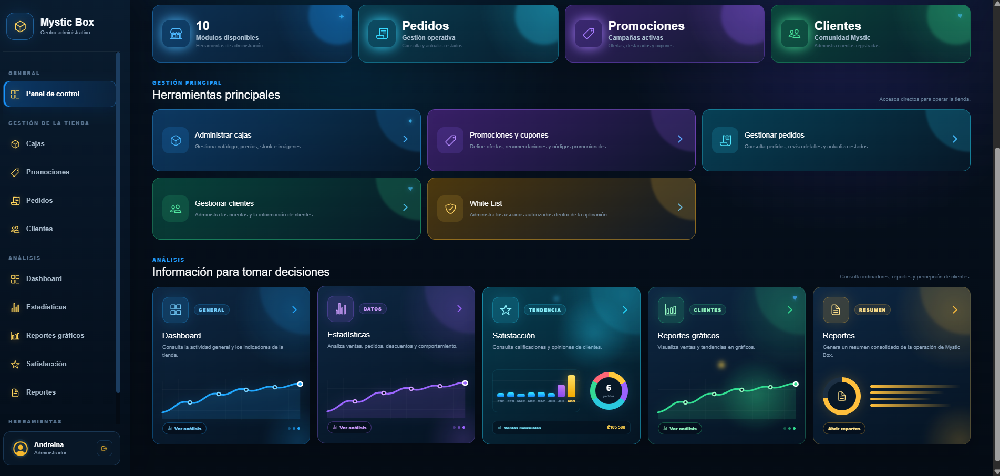 Mystic Box
Centro administrativo
GENERAL
Panel de control
GESTIÓN DE LA TIENDA
Cajas
Promociones
Pedidos
Clientes
ANÁLISIS
Dashboard
Estadísticas
Reportes gráficos
Satisfacción
Reportes
HERRAMIENTAS
Andreina
Administrador
10
Módulos disponibles
Herramientas de administración
Pedidos
Gestión operativa
Consulta y actualiza estados
Promociones
Campañas activas
Ofertas, destacados y cupones
Clientes
Comunidad Mystic
Administra cuentas registradas
GESTIÓN PRINCIPAL
Herramientas principales
Accesos directos para operar la tienda.
Administrar cajas
Gestiona catálogo, precios, stock e imágenes.
Promociones y cupones
Define ofertas, recomendaciones y códigos promocionales.
Gestionar pedidos
Consulta pedidos, revisa detalles y actualiza estados.
Gestionar clientes
Administra las cuentas y la información de clientes.
White List
Administra los usuarios autorizados dentro de la aplicación.
ANÁLISIS
Información para tomar decisiones
Consulta indicadores, reportes y percepción de clientes.
GENERAL
Dashboard
Consulta la actividad general y los indicadores de la
tienda.
Ver análisis
DATOS
Estadísticas
Analiza ventas, pedidos, descuentos y comportamiento.
Ver análisis
TENDENCIA
Satisfacción
Consulta calificaciones y opiniones de clientes.
ENE FEB MAR ABR MAY JUN JUL AGO
6
pedidos
Ventas mensuales
₡105 500
CLIENTES
Reportes gráficos
Visualiza ventas y tendencias en gráficos.
Ver análisis
RESUMEN
Reportes
Genera un resumen consolidado de la operación de Mystic
Box.
Abrir reportes